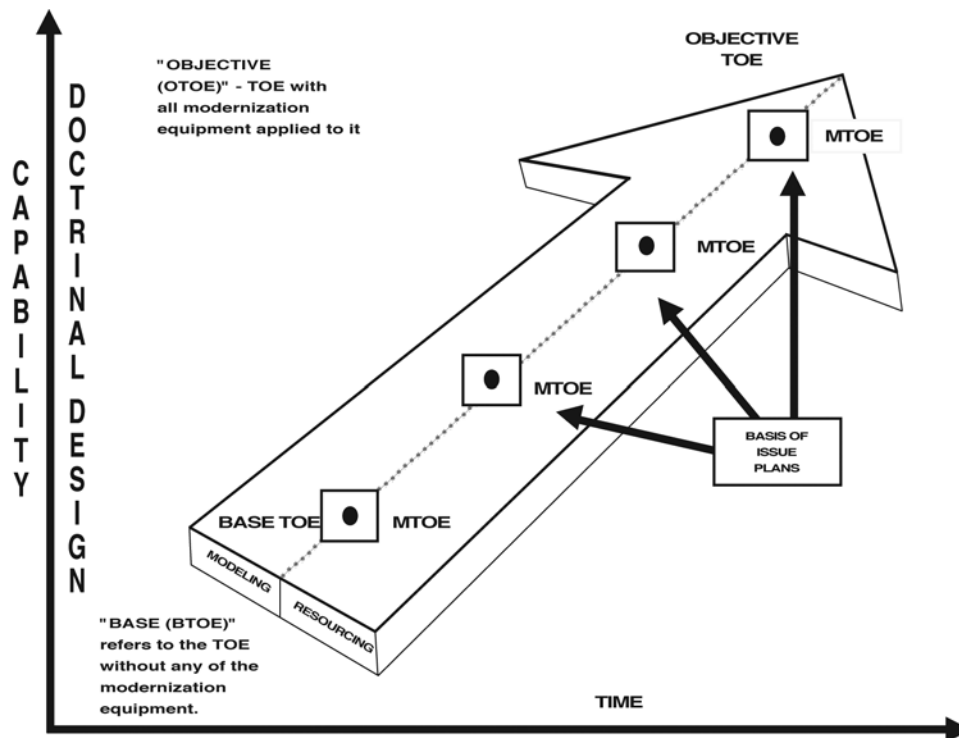 CAPABILITY
DOCTRINAL DESIGN
"OBJECTIVE
(OTOE)" - TOE with
all modernization
equipment applied to it
OBJECTIVE
TOE
MTOE
MTOE
MTOE
BASIS OF
ISSUE
PLANS
BASE TOE
MTOE
MODELING
RESOURCING
"BASE (BTOE)"
refers to the TOE
without any of the
modernization
equipment.
TIME